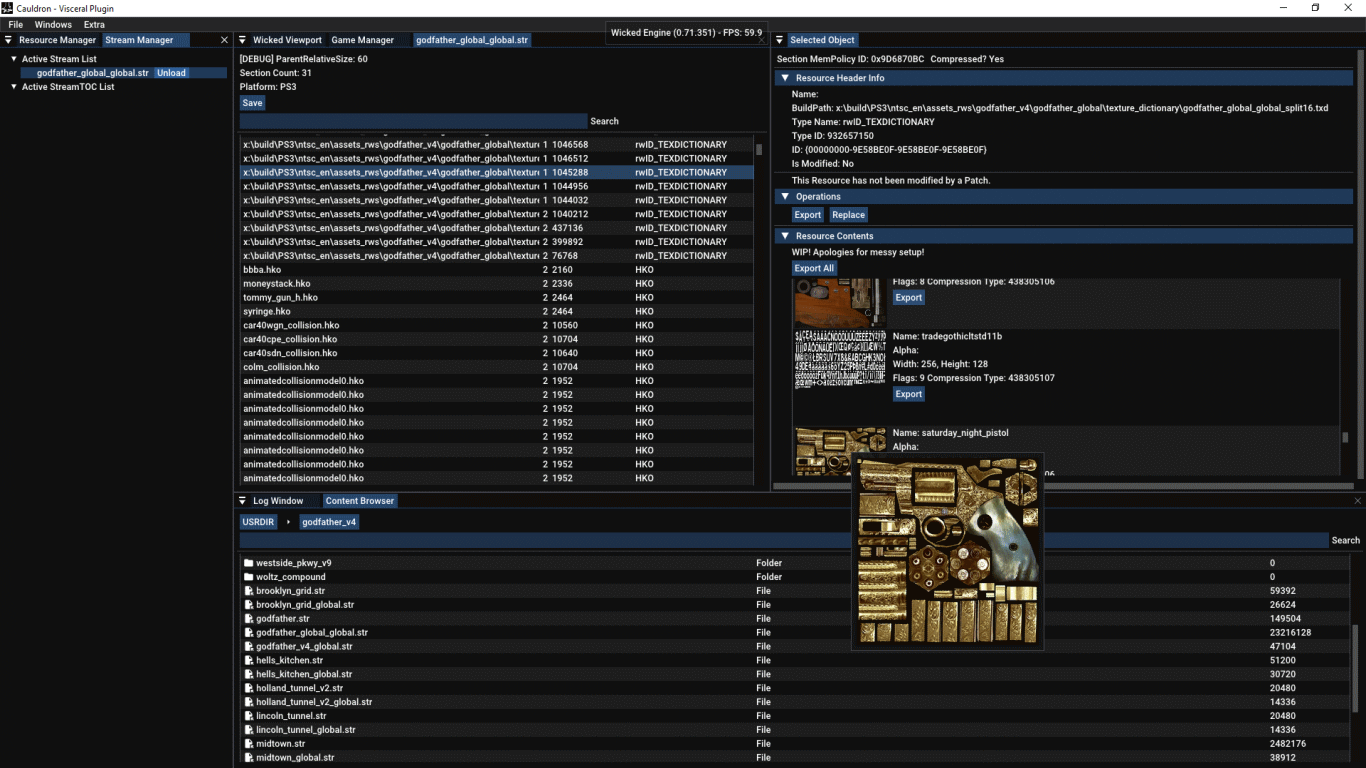 Cauldron - Visceral Plugin
File Windows Extra
Resource Manager Stream Manager
Active Stream List
godfather_global_global.str Unload
Active StreamTOC List
Wicked Viewport Game Manager godfather_global_global.str
Wicked Engine (0.71.351) - FPS: 59.9
[DEBUG] ParentRelativeSize: 60
Section Count: 31
Platform: PS3
Save
Search
x:\build\PS3\ntsc_en\assets_rws\godfather_v4\godfather_global\texture 1 1046568 rwID_TEXDICTIONARY
x:\build\PS3\ntsc_en\assets_rws\godfather_v4\godfather_global\texture 1 1046512 rwID_TEXDICTIONARY
x:\build\PS3\ntsc_en\assets_rws\godfather_v4\godfather_global\texture 1 1045288 rwID_TEXDICTIONARY
x:\build\PS3\ntsc_en\assets_rws\godfather_v4\godfather_global\texture 1 1044956 rwID_TEXDICTIONARY
x:\build\PS3\ntsc_en\assets_rws\godfather_v4\godfather_global\texture 1 1044032 rwID_TEXDICTIONARY
x:\build\PS3\ntsc_en\assets_rws\godfather_v4\godfather_global\texture 2 1040212 rwID_TEXDICTIONARY
x:\build\PS3\ntsc_en\assets_rws\godfather_v4\godfather_global\texture 2 437136 rwID_TEXDICTIONARY
x:\build\PS3\ntsc_en\assets_rws\godfather_v4\godfather_global\texture 2 399892 rwID_TEXDICTIONARY
x:\build\PS3\ntsc_en\assets_rws\godfather_v4\godfather_global\texture 2 76768 rwID_TEXDICTIONARY
bbba.hko 2 2160 HKO
moneystack.hko 2 2336 HKO
tommy_gun_h.hko 2 2464 HKO
syringe.hko 2 2464 HKO
car40wgn_collision.hko 2 10560 HKO
car40cpe_collision.hko 2 10704 HKO
car40sdn_collision.hko 2 10640 HKO
colm_collision.hko 2 10704 HKO
animatedcollisionmodel0.hko 2 1952 HKO
animatedcollisionmodel0.hko 2 1952 HKO
animatedcollisionmodel0.hko 2 1952 HKO
animatedcollisionmodel0.hko 2 1952 HKO
animatedcollisionmodel0.hko 2 1952 HKO
animatedcollisionmodel0.hko 2 1952 HKO
animatedcollisionmodel0.hko 2 1952 HKO
animatedcollisionmodel0.hko 2 1952 HKO
Selected Object
Section MemPolicy ID: 0x9D6870BC Compressed? Yes
Resource Header Info
Name:
BuildPath: x:\build\PS3\ntsc_en\assets_rws\godfather_v4\godfather_global\texture_dictionary\godfather_global_global_split16.txd
Type Name: rwID_TEXDICTIONARY
Type ID: 932657150
ID: {00000000-9E58BE0F-9E58BE0F-9E58BE0F}
Is Modified: No
This Resource has not been modified by a Patch.
Operations
Export Replace
Resource Contents
WIP! Apologies for messy setup!
Export All
Flags: 8 Compression Type: 438305106
Export
Name: tradegothicltstd11b
Alpha:
Width: 256, Height: 128
Flags: 9 Compression Type: 438305107
Export
Name: saturday_night_pistol
Alpha:
Log Window Content Browser
USRDIR godfather_v4
Search
westside_pkwy_v9 Folder 0
woltz_compound Folder 0
brooklyn_grid.str File 59392
brooklyn_grid_global.str File 26624
godfather.str File 149504
godfather_global_global.str File 23216128
godfather_v4_global.str File 47104
hells_kitchen.str File 51200
hells_kitchen_global.str File 30720
holland_tunnel_v2.str File 20480
holland_tunnel_v2_global.str File 14336
lincoln_tunnel.str File 20480
lincoln_tunnel_global.str File 14336
midtown.str File 2482176
midtown_global.str File 38912